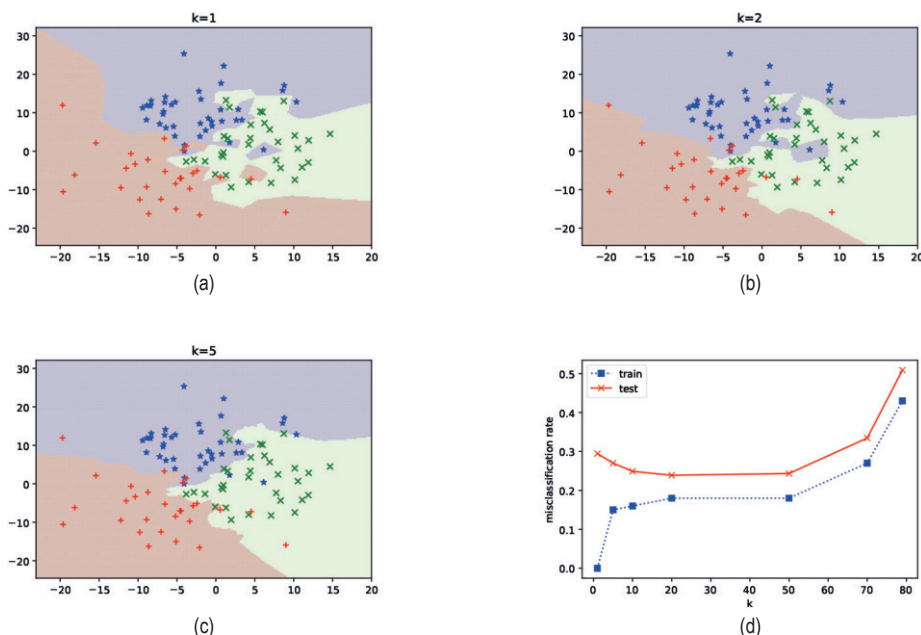 k=1
30
20
10
0
−10
−20
−20 −15 −10 −5 0 5 10 15 20
(a)
k=2
30
20
10
0
−10
−20
−20 −15 −10 −5 0 5 10 15 20
(b)
k=5
30
20
10
0
−10
−20
−20 −15 −10 −5 0 5 10 15 20
(c)
train
test
misclassification rate
0.5
0.4
0.3
0.2
0.1
0.0
0 10 20 30 40 50 60 70 80
k
(d)